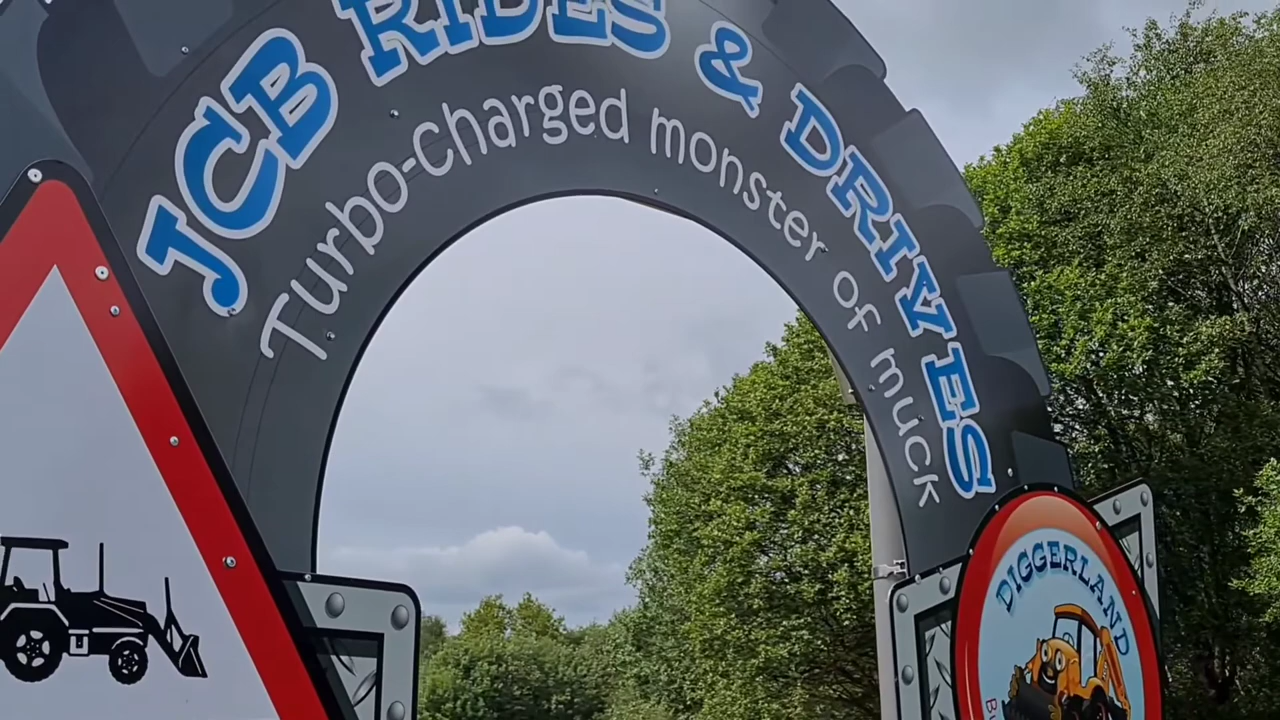 JCB RIDES & DRIVES
Turbo-charged monster of muck
DIGGERLAND